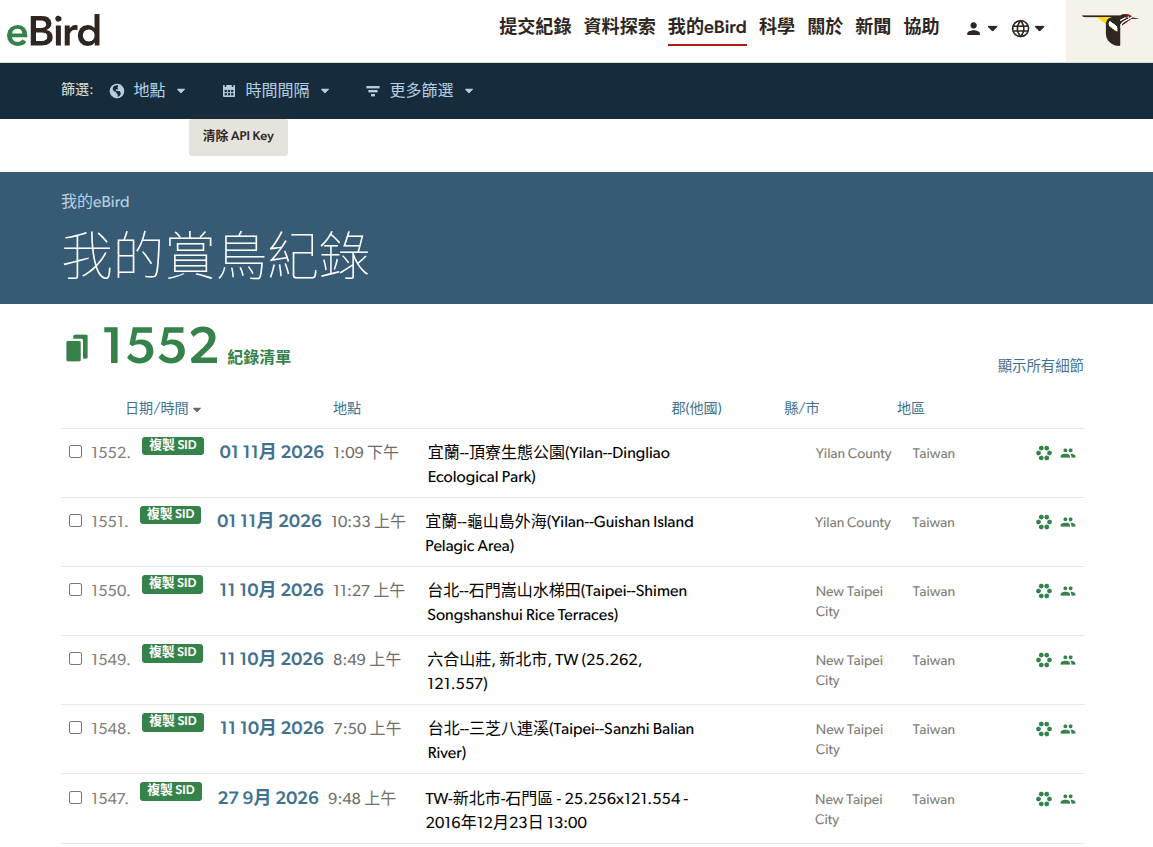 eBird
提交紀錄 資料探索 我的eBird 科學 關於 新聞 協助
篩選: 地點 時間間隔 更多篩選
清除 API Key
我的eBird
我的賞鳥紀錄
1552 紀錄清單
顯示所有細節
日期/時間 地點 郡(他國) 縣/市 地區
1552. 複製 SID 01 11月 2026 1:09 下午 宜蘭--頂寮生態公園(Yilan--Dingliao Yilan County Taiwan
Ecological Park)
1551. 複製 SID 01 11月 2026 10:33 上午 宜蘭--龜山島外海(Yilan--Guishan Island Yilan County Taiwan
Pelagic Area)
1550. 複製 SID 11 10月 2026 11:27 上午 台北--石門嵩山水梯田(Taipei--Shimen New Taipei Taiwan
Songshanshui Rice Terraces) City
1549. 複製 SID 11 10月 2026 8:49 上午 六合山莊, 新北市, TW (25.262, New Taipei Taiwan
121.557) City
1548. 複製 SID 11 10月 2026 7:50 上午 台北--三芝八連溪(Taipei--Sanzhi Balian New Taipei Taiwan
River) City
1547. 複製 SID 27 9月 2026 9:48 上午 TW-新北市-石門區 - 25.256x121.554 - New Taipei Taiwan
2016年12月23日 13:00 City